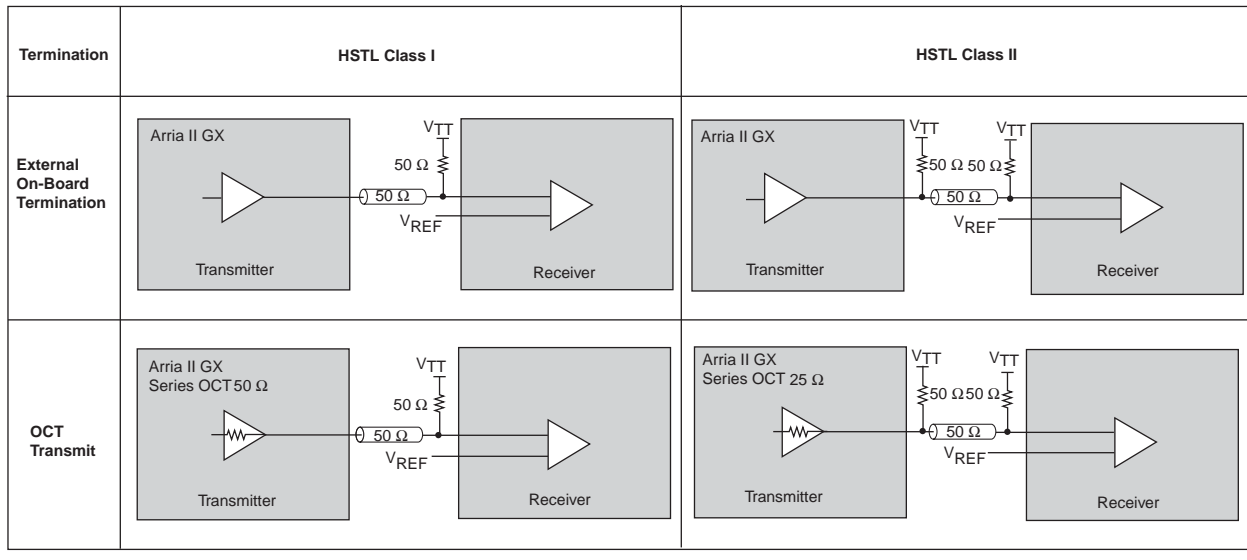 Termination
HSTL Class I
HSTL Class II
External
On-Board
Termination
Arria II GX
VTT
50 Ω
50 Ω
VREF
Transmitter
Receiver
Arria II GX
VTT
VTT
50 Ω 50 Ω
50 Ω
VREF
Transmitter
Receiver
OCT
Transmit
Arria II GX
Series OCT 50 Ω
VTT
50 Ω
50 Ω
VREF
Transmitter
Receiver
Arria II GX
Series OCT 25 Ω
VTT
VTT
50 Ω 50 Ω
50 Ω
VREF
Transmitter
Receiver